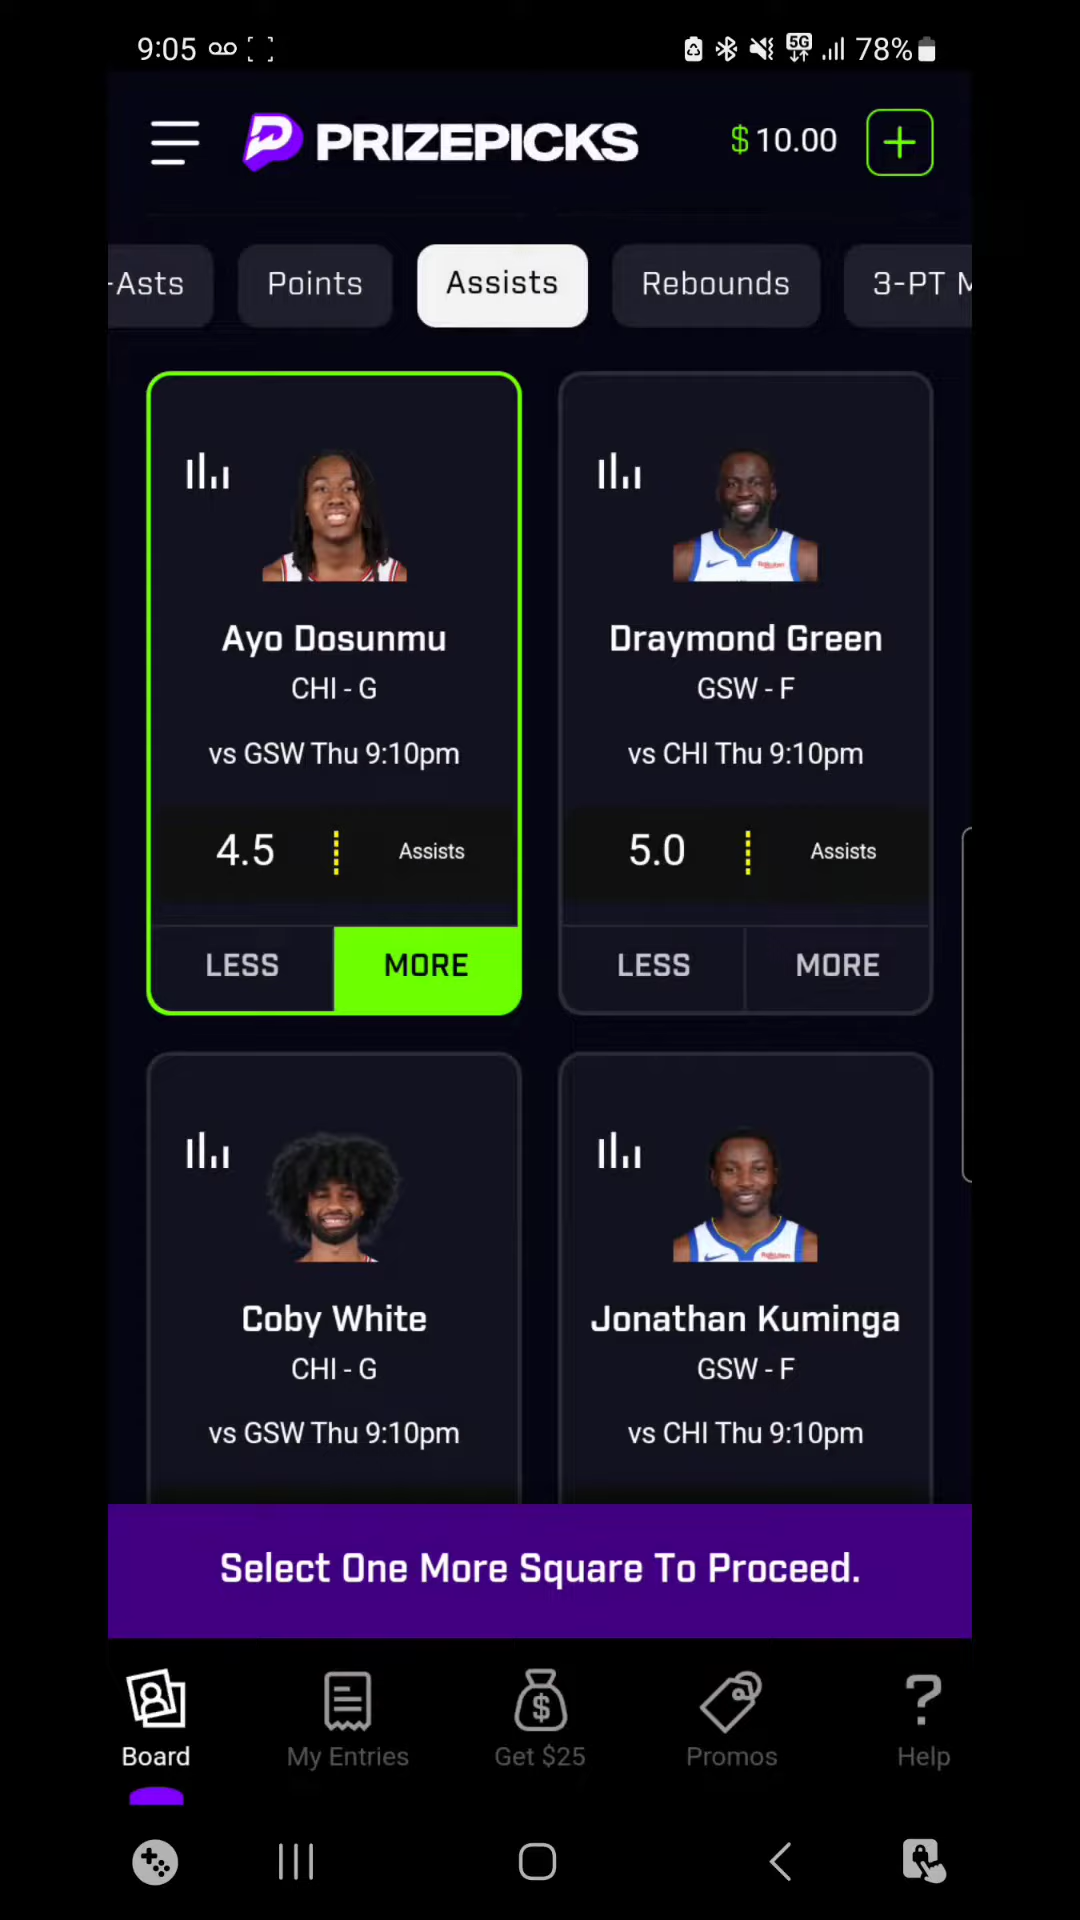 9:05 5G 78%
PRIZEPICKS $10.00
-Asts Points Assists Rebounds 3-PT M
Ayo Dosunmu
CHI - G
vs GSW Thu 9:10pm
4.5 Assists
LESS MORE
Draymond Green
GSW - F
vs CHI Thu 9:10pm
5.0 Assists
LESS MORE
Coby White
CHI - G
vs GSW Thu 9:10pm
Jonathan Kuminga
GSW - F
vs CHI Thu 9:10pm
Select One More Square To Proceed.
Board My Entries Get $25 Promos Help